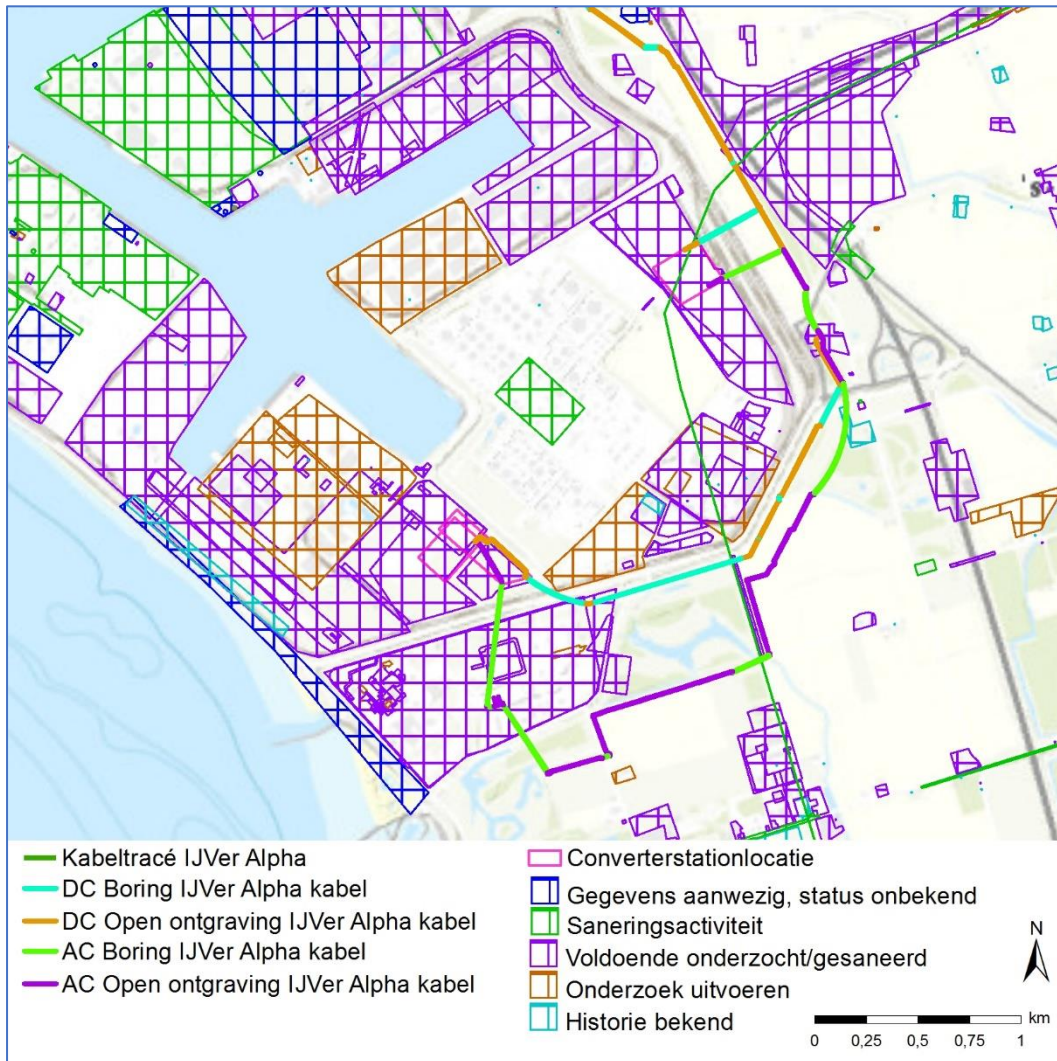 Kabeltracé IJVer Alpha
DC Boring IJVer Alpha kabel
DC Open ontgraving IJVer Alpha kabel
AC Boring IJVer Alpha kabel
AC Open ontgraving IJVer Alpha kabel
Converterstationlocatie
Gegevens aanwezig, status onbekend
Saneringsactiviteit
Voldoende onderzocht/gesaneerd
Onderzoek uitvoeren
Historie bekend
N
km
0 0,25 0,5 0,75 1